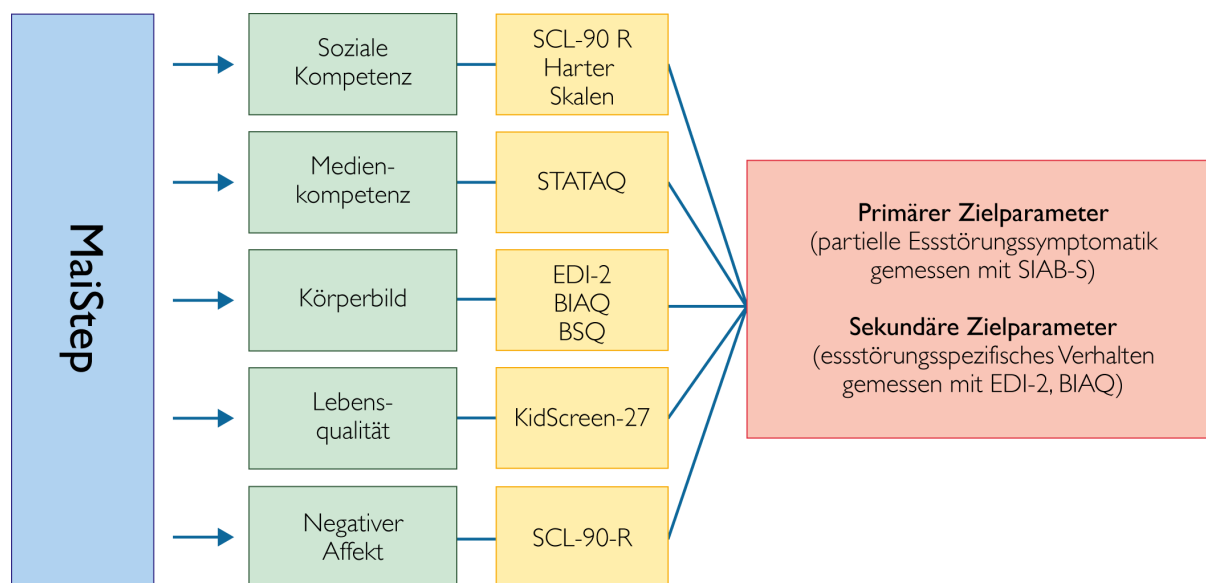 MaiStep
Soziale
Kompetenz
SCL-90 R
Harter
Skalen
Medien-
kompetenz
STATAQ
Körperbild
EDI-2
BIAQ
BSQ
Lebens-
qualität
KidScreen-27
Negativer
Affekt
SCL-90-R
Primärer Zielparameter
(partielle Essstörungssymptomatik
gemessen mit SIAB-S)
Sekundäre Zielparameter
(essstörungsspezifisches Verhalten
gemessen mit EDI-2, BIAQ)